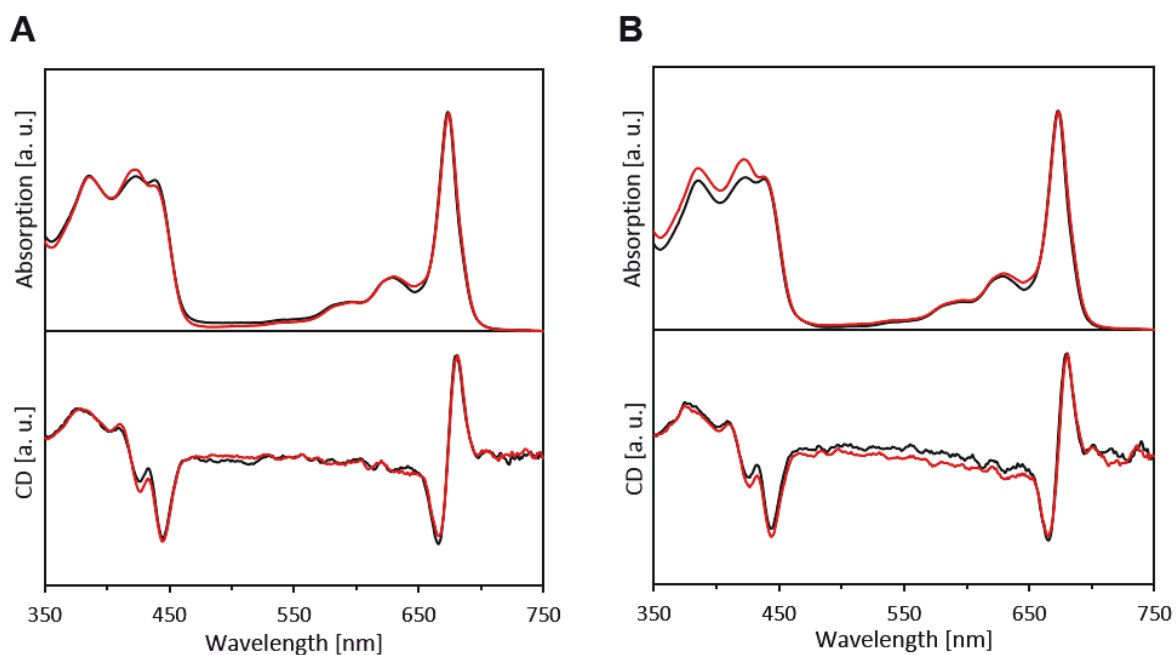 A
Absorption [a. u.]
CD [a. u.]
350 450 550 650 750
Wavelength [nm]
B
Absorption [a. u.]
CD [a. u.]
350 450 550 650 750
Wavelength [nm]